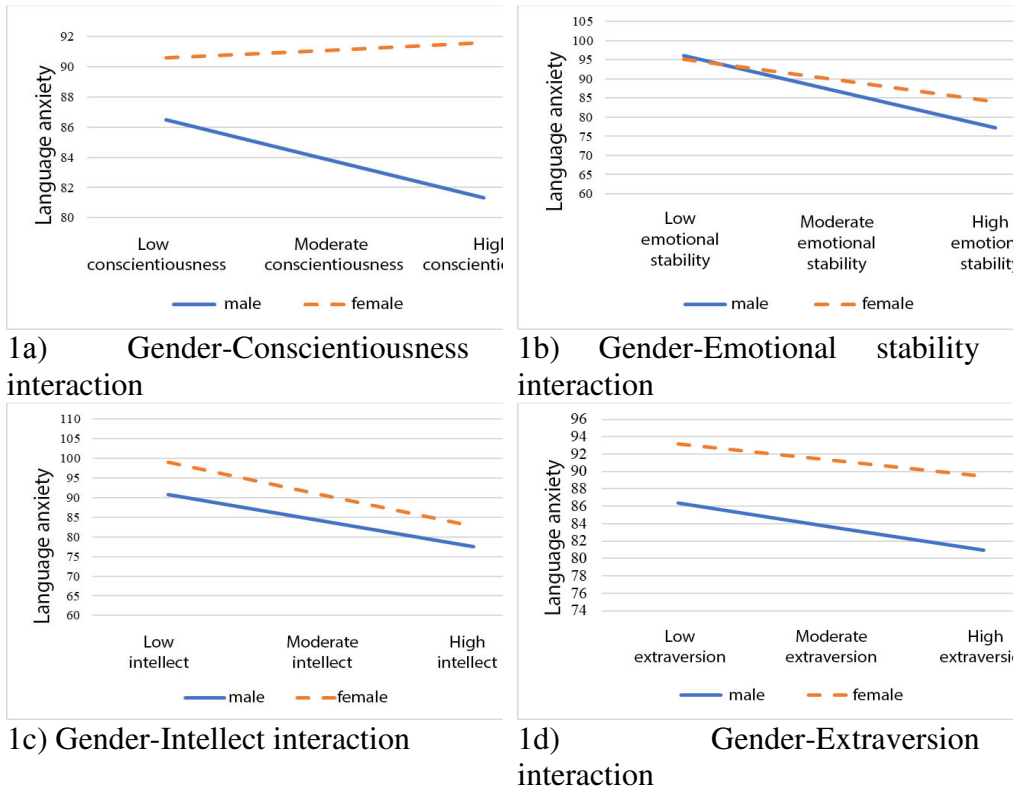 Language anxiety
92
90
86
84
82
80
Low conscientiousness
Moderate conscientiousness
High conscienti
male
female
1a) Gender-Conscientiousness
interaction
Language anxiety
105
100
95
90
85
80
75
70
65
60
Low emotional stability
Moderate emotional stability
High emotion stability
male
female
1b) Gender-Emotional stability
interaction
Language anxiety
110
105
100
95
90
85
80
75
70
65
60
Low intellect
Moderate intellect
High intellect
male
female
1c) Gender-Intellect interaction
Language anxiety
96
94
92
90
88
86
84
82
80
78
76
74
Low extraversion
Moderate extraversion
High extraversi
male
female
1d) Gender-Extraversion
interaction